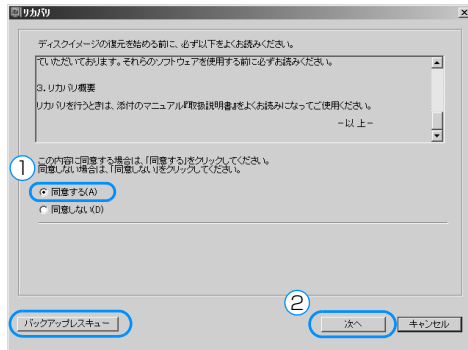 リカバリ
x
ディスクイメージの復元を始める前に、必ず以下をよくお読みください。
ていただいております。それらのソフトウェアを使用する前に必ずお読みください。
3. リカバリ概要
リカバリを行うときは、添付のマニュアル『取扱説明書』をよくお読みになってご使用ください。
－以 上－
①
この内容に同意する場合は、「同意する」をクリックしてください。
同意しない場合は、「同意しない」をクリックしてください。
同意する(A)
同意しない(D)
②
バックアップレスキュー
次へ
キャンセル